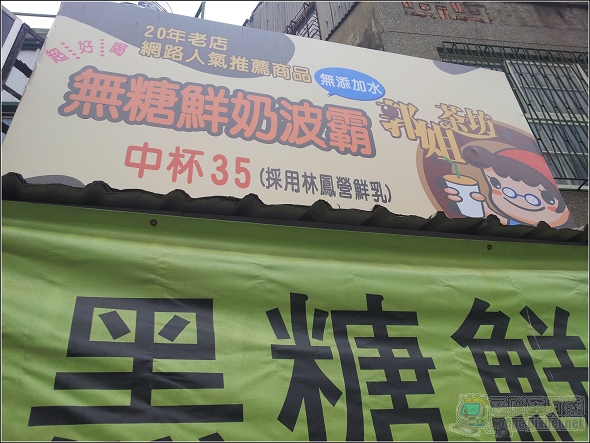 超好喝
20年老店
網路人氣推薦商品
無添加水
無糖鮮奶波霸
郭姐茶坊
中杯35(採用林鳳營鮮乳)
黑糖鮮